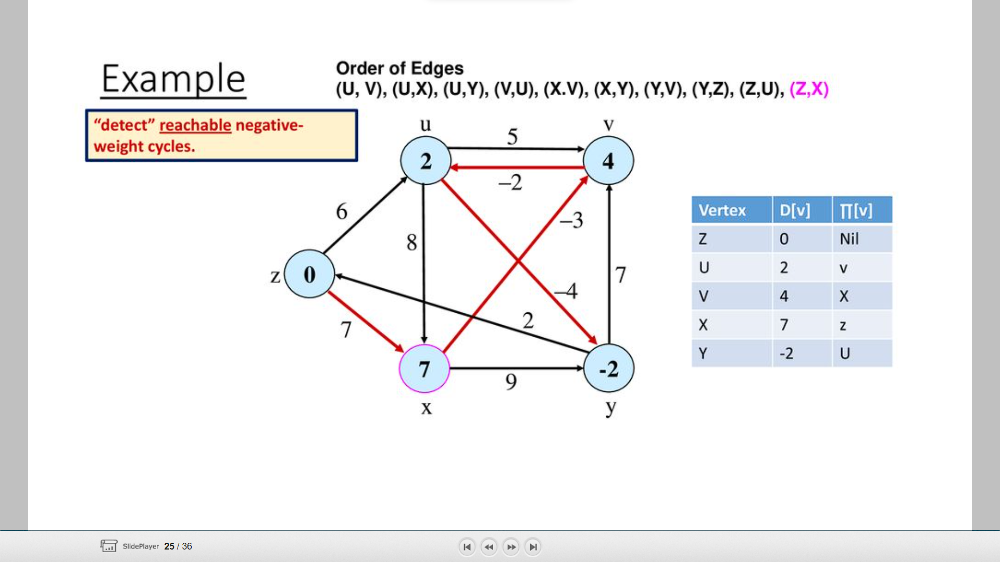 Example
Order of Edges
(U, V), (U,X), (U,Y), (V,U), (X.V), (X,Y), (Y,V), (Y,Z), (Z,U), (Z,X)
“detect” reachable negative-
weight cycles.
u
v
5
2
4
–2
6
–3
8
Vertex D[v] ∏[v]
Z 0 Nil
U 2 v
V 4 X
X 7 z
Y -2 U
z
0
7
–4
2
7
7
-2
9
x
y
SlidePlayer 25 / 36